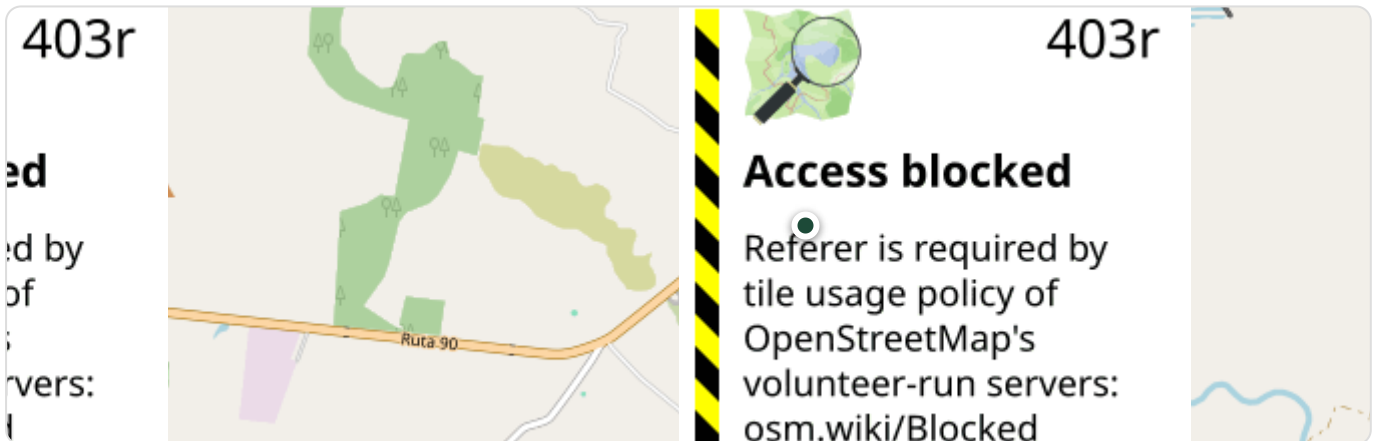 403r
ed
ed by
of
s
rvers:
d
Ruta 90
403r
Access blocked
Referer is required by
tile usage policy of
OpenStreetMap's
volunteer-run servers:
osm.wiki/Blocked